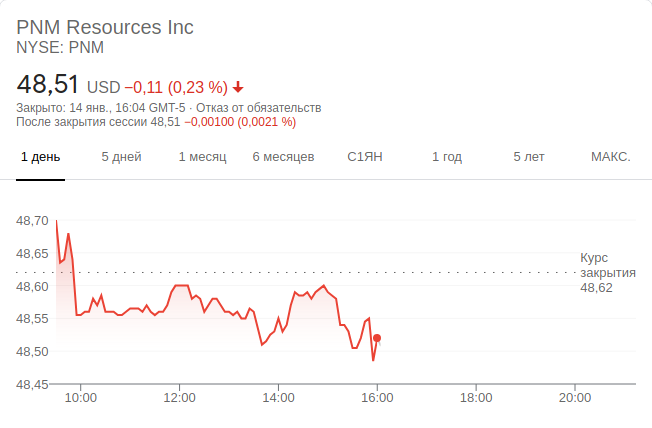 PNM Resources Inc
NYSE: PNM
48,51 USD −0,11 (0,23 %)
Закрыто: 14 янв., 16:04 GMT-5 · Отказ от обязательств
После закрытия сессии 48,51 −0,00100 (0,0021 %)
1 день 5 дней 1 месяц 6 месяцев С1ЯН 1 год 5 лет МАКС.
48,70
48,65
48,60
48,55
48,50
48,45
Курс
закрытия
48,62
10:00 12:00 14:00 16:00 18:00 20:00